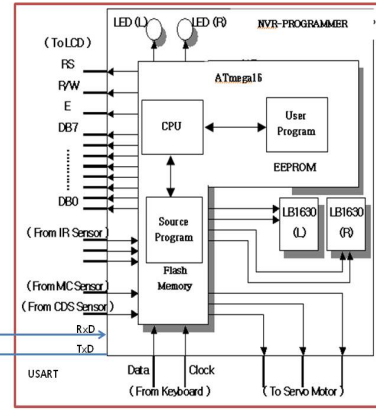 LED (L) LED (R) NVR-PROGRAMMER
(To LCD)
RS
R/W
E
DB7
DB0
ATmega16
CPU
User
Program
EEPROM
Source
Program
Flash
Memory
LB1630
(L)
LB1630
(R)
(From IR Sensor)
(From MIC Sensor)
(From CDS Sensor)
RxD
TxD
USART
Data Clock
(From Keyboard) (To Servo Motor)